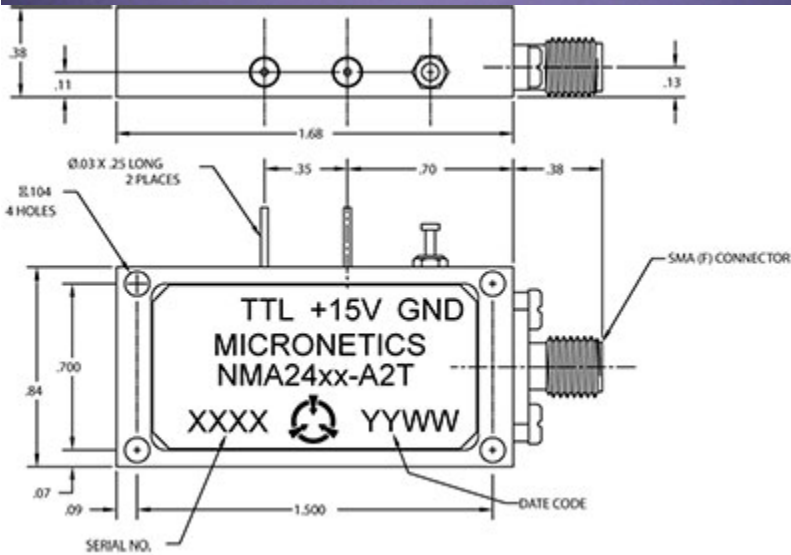 .38
.11
.13
1.68
Ø.03 X .25 LONG
2 PLACES
.35
.70
.38
.104
4 HOLES
SMA (F) CONNECTOR
TTL +15V GND
MICRONETICS
NMA24xx-A2T
XXXX YYWW
.700
.84
.07
.09
1.500
DATE CODE
SERIAL NO.